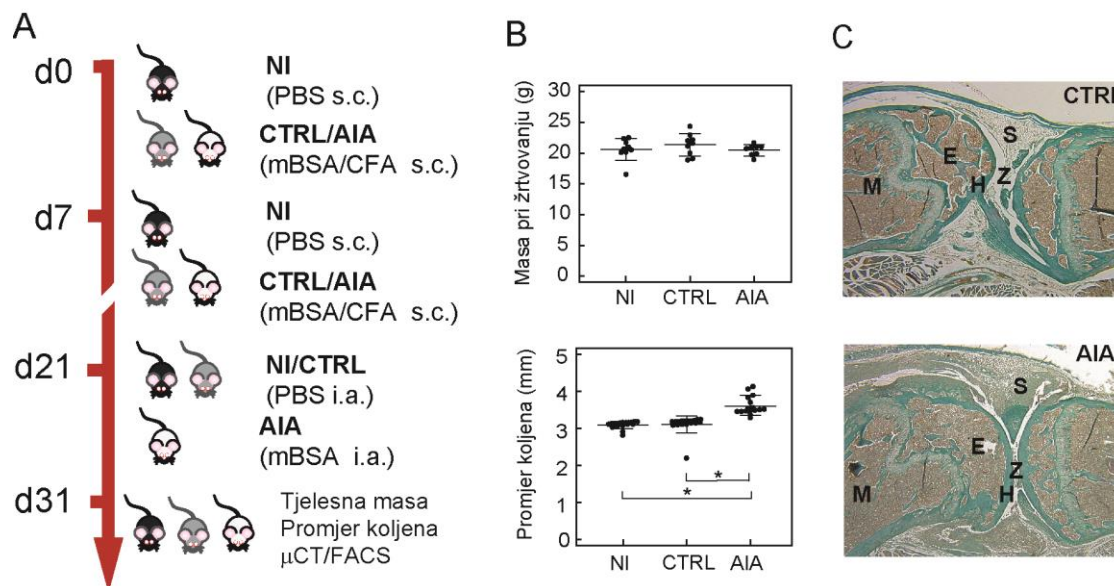 A
d0
NI
(PBS s.c.)
CTRL/AIA
(mBSA/CFA s.c.)
d7
NI
(PBS s.c.)
CTRL/AIA
(mBSA/CFA s.c.)
d21
NI/CTRL
(PBS i.a.)
AIA
(mBSA i.a.)
d31
Tjelesna masa
Promjer koljena
μCT/FACS
B
Masa pri žrtvovanju (g)
30
25
20
15
10
5
0
NI CTRL AIA
Promjer koljena (mm)
5
4
3
2
1
0
*
*
NI CTRL AIA
C
CTRL
S
E
Z
H
M
AIA
S
E
Z
H
M